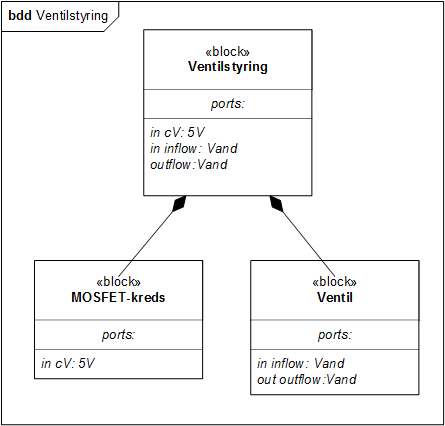 bdd Ventilstyring
«block»
Ventilstyring
ports:
in cV: 5V
in inflow: Vand
outflow:Vand
«block»
MOSFET-kreds
ports:
in cV: 5V
«block»
Ventil
ports:
in inflow: Vand
out outflow:Vand